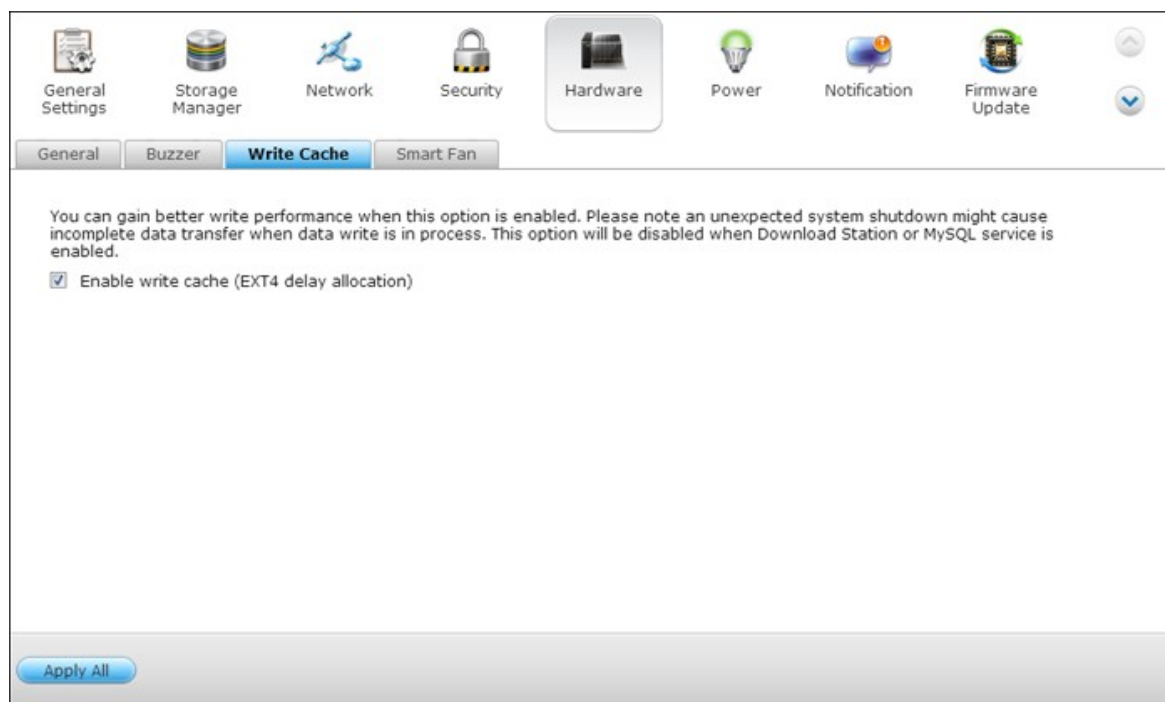 General Settings
Storage Manager
Network
Security
Hardware
Power
Notification
Firmware Update
General
Buzzer
Write Cache
Smart Fan
You can gain better write performance when this option is enabled. Please note an unexpected system shutdown might cause
incomplete data transfer when data write is in process. This option will be disabled when Download Station or MySQL service is
enabled.
Enable write cache (EXT4 delay allocation)
Apply All